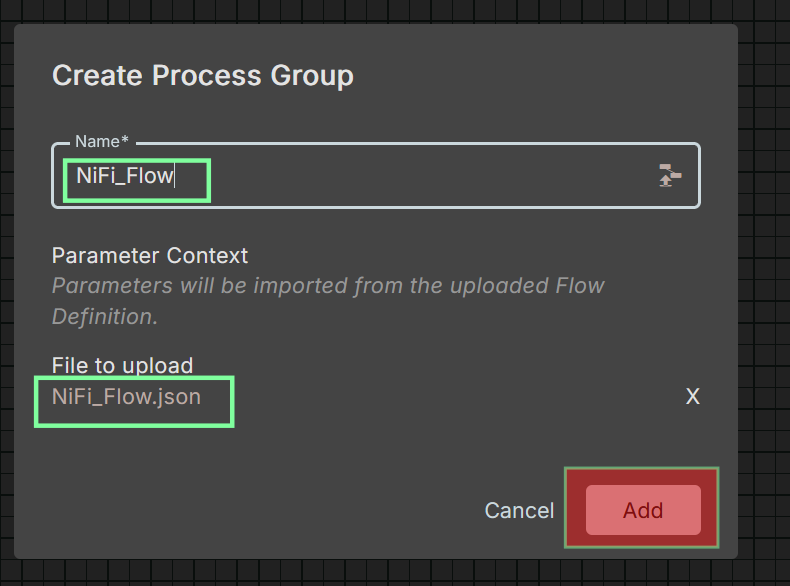 Create Process Group
Name*
NiFi_Flow
Parameter Context
Parameters will be imported from the uploaded Flow
Definition.
File to upload
NiFi_Flow.json
X
Cancel
Add